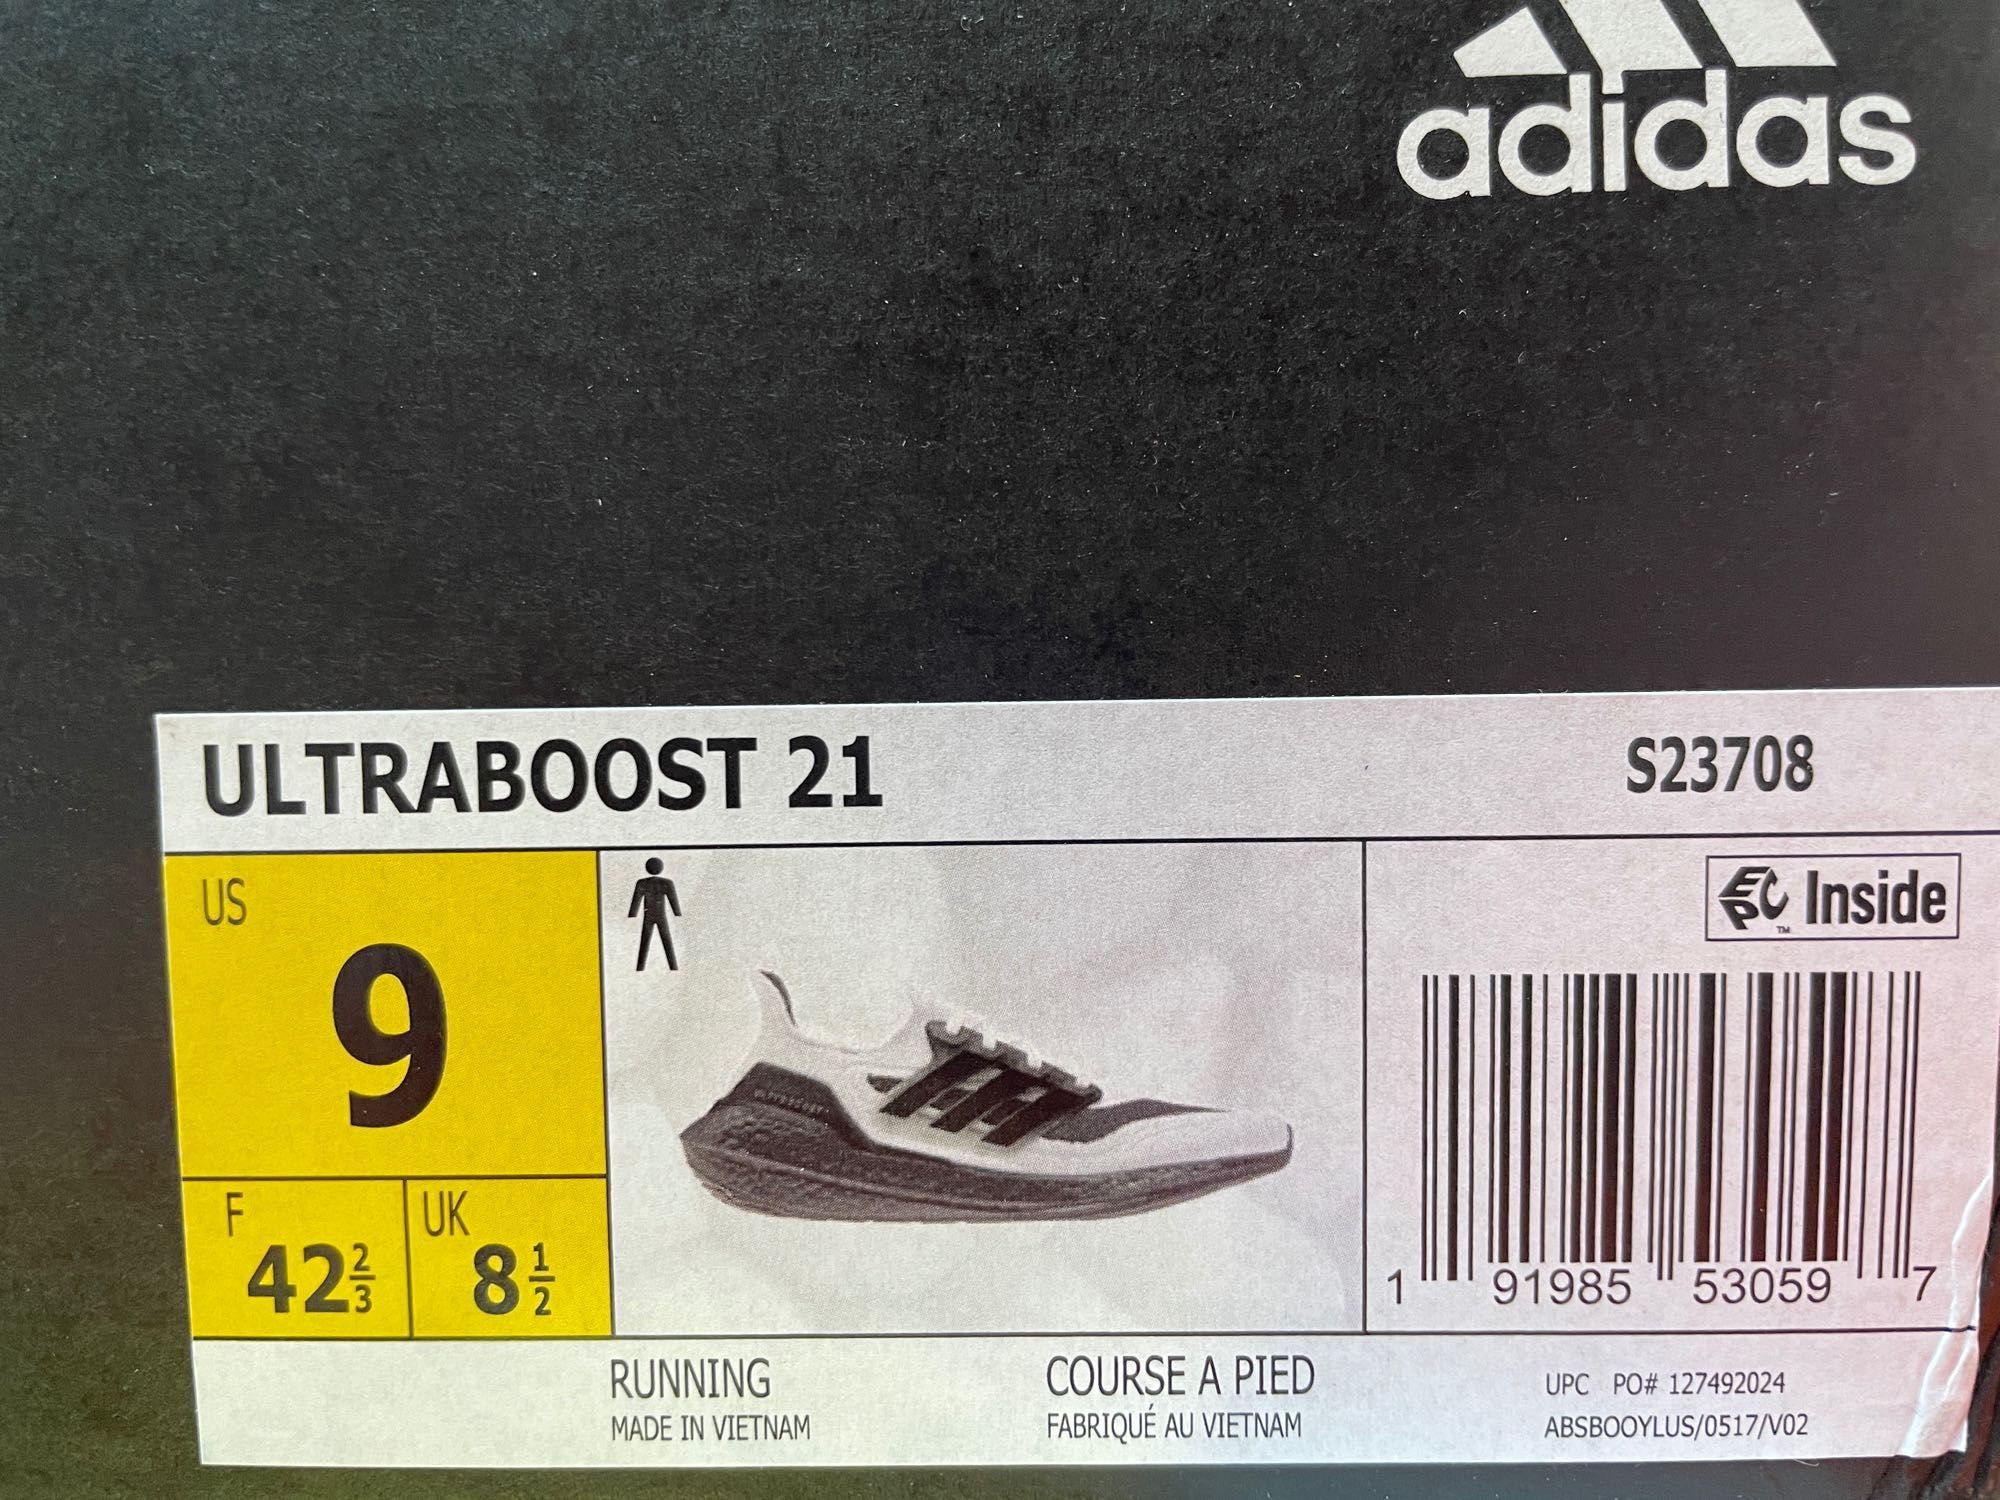 adidas
ULTRABOOST 21
S23708
US
9
F
42 2/3
UK
8 1/2
EPC™ Inside
1 91985 53059 7
RUNNING
MADE IN VIETNAM
COURSE A PIED
FABRIQUÉ AU VIETNAM
UPC PO# 127492024
ABSBOOYLUS/0517/V02